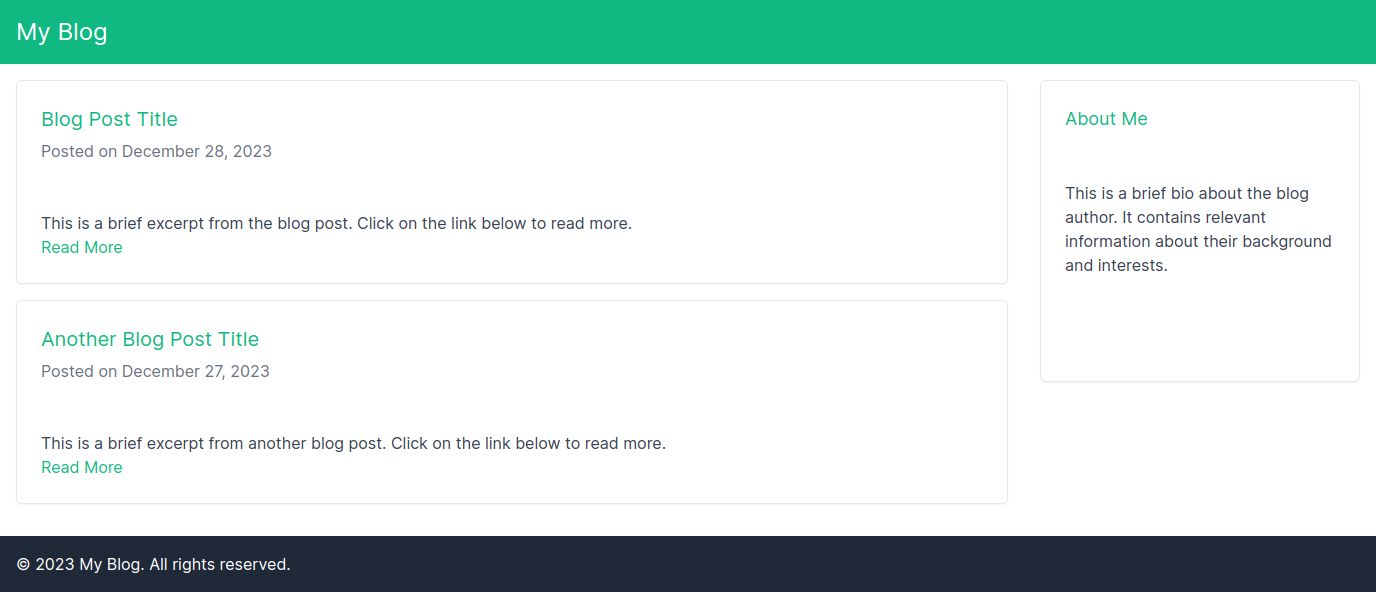 My Blog
Blog Post Title
Posted on December 28, 2023
This is a brief excerpt from the blog post. Click on the link below to read more.
Read More
Another Blog Post Title
Posted on December 27, 2023
This is a brief excerpt from another blog post. Click on the link below to read more.
Read More
About Me
This is a brief bio about the blog
author. It contains relevant
information about their background
and interests.
© 2023 My Blog. All rights reserved.